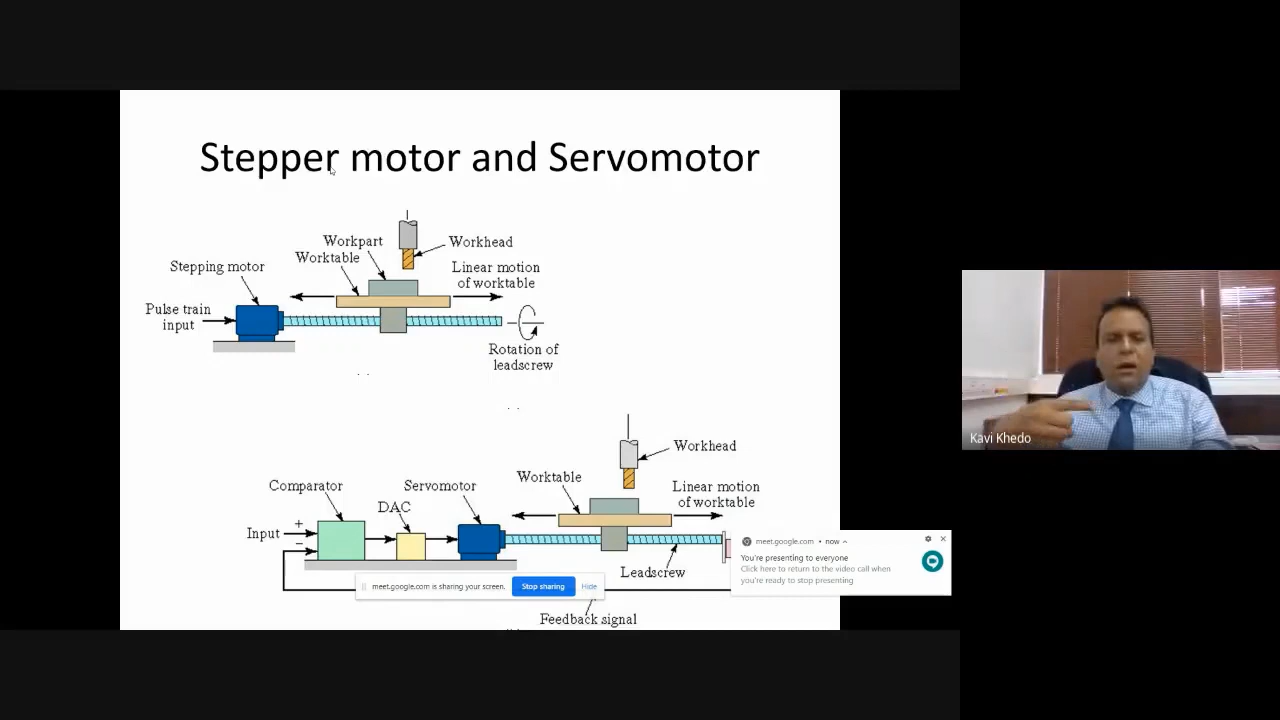 Stepper motor and Servomotor
Workpart
Workhead
Worktable
Stepping motor
Linear motion
of worktable
Pulse train
input
Rotation of
leadscrew
Workhead
Worktable
Comparator
Servomotor
Linear motion
of worktable
DAC
Input
+
−
Leadscrew
Feedback signal
meet.google.com is sharing your screen.
Stop sharing
Hide
meet.google.com • now
You're presenting to everyone
Click here to return to the video call when
you're ready to stop presenting
Kavi Khedo